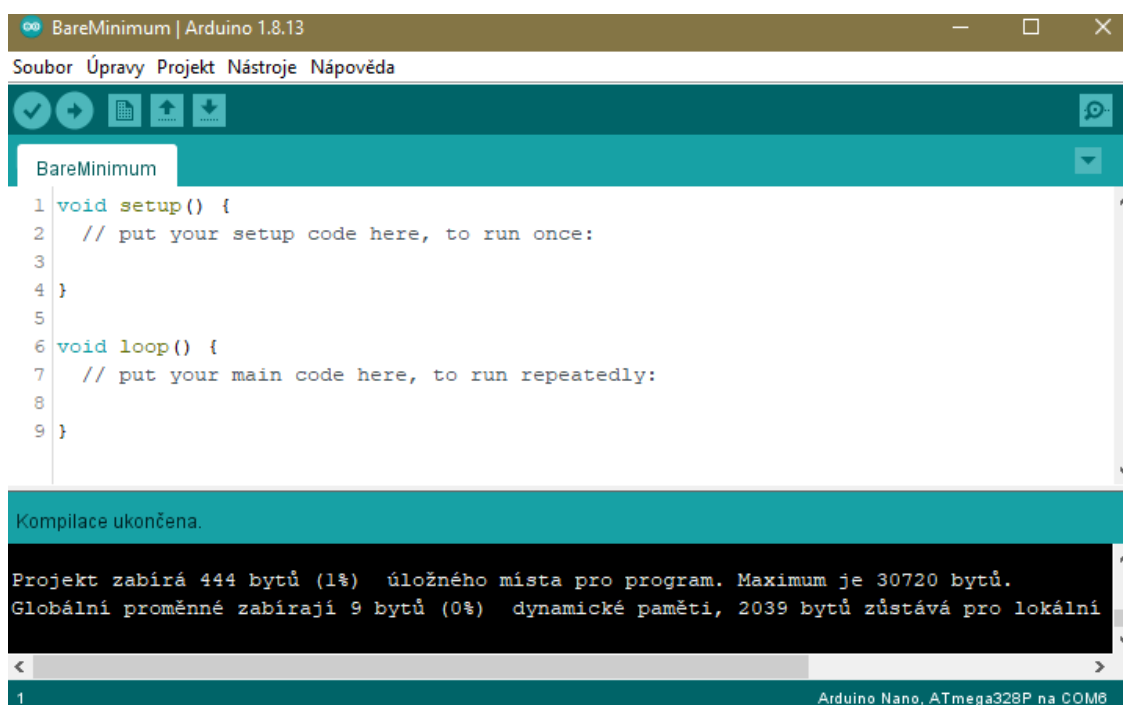 BareMinimum | Arduino 1.8.13
Soubor Úpravy Projekt Nástroje Nápověda
BareMinimum
1 void setup() {
2   // put your setup code here, to run once:
3
4 }
5
6 void loop() {
7   // put your main code here, to run repeatedly:
8
9 }
Kompilace ukončena.
Projekt zabírá 444 bytů (1%)  úložného místa pro program. Maximum je 30720 bytů.
Globální proměnné zabírají 9 bytů (0%)  dynamické paměti, 2039 bytů zůstává pro lokální
1 Arduino Nano, ATmega328P na COM6